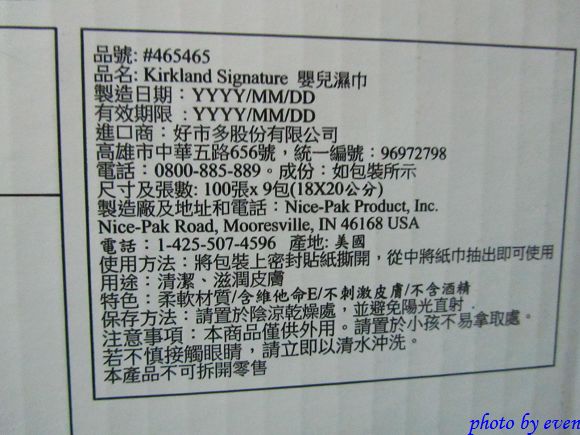 品號: #465465
品名: Kirkland Signature 嬰兒濕巾
製造日期：YYYY/MM/DD
有效期限：YYYY/MM/DD
進口商：好市多股份有限公司
高雄市中華五路656號，統一編號：96972798
電話：0800-885-889。成份：如包裝所示
尺寸及張數: 100張x 9包(18X20公分)
製造廠及地址和電話：Nice-Pak Product, Inc.
Nice-Pak Road, Mooresville, IN 46168 USA
電話：1-425-507-4596 產地: 美國
使用方法：將包裝上密封貼紙撕開，從中將紙巾抽出即可使用
用途：清潔、滋潤皮膚
特色：柔軟材質/含維他命E/不刺激皮膚/不含酒精
保存方法：請置於陰涼乾燥處，並避免陽光直射．
注意事項：本商品僅供外用。請置於小孩不易拿取處。
若不慎接觸眼睛，請立即以清水沖洗。
本產品不可拆開零售
photo by even